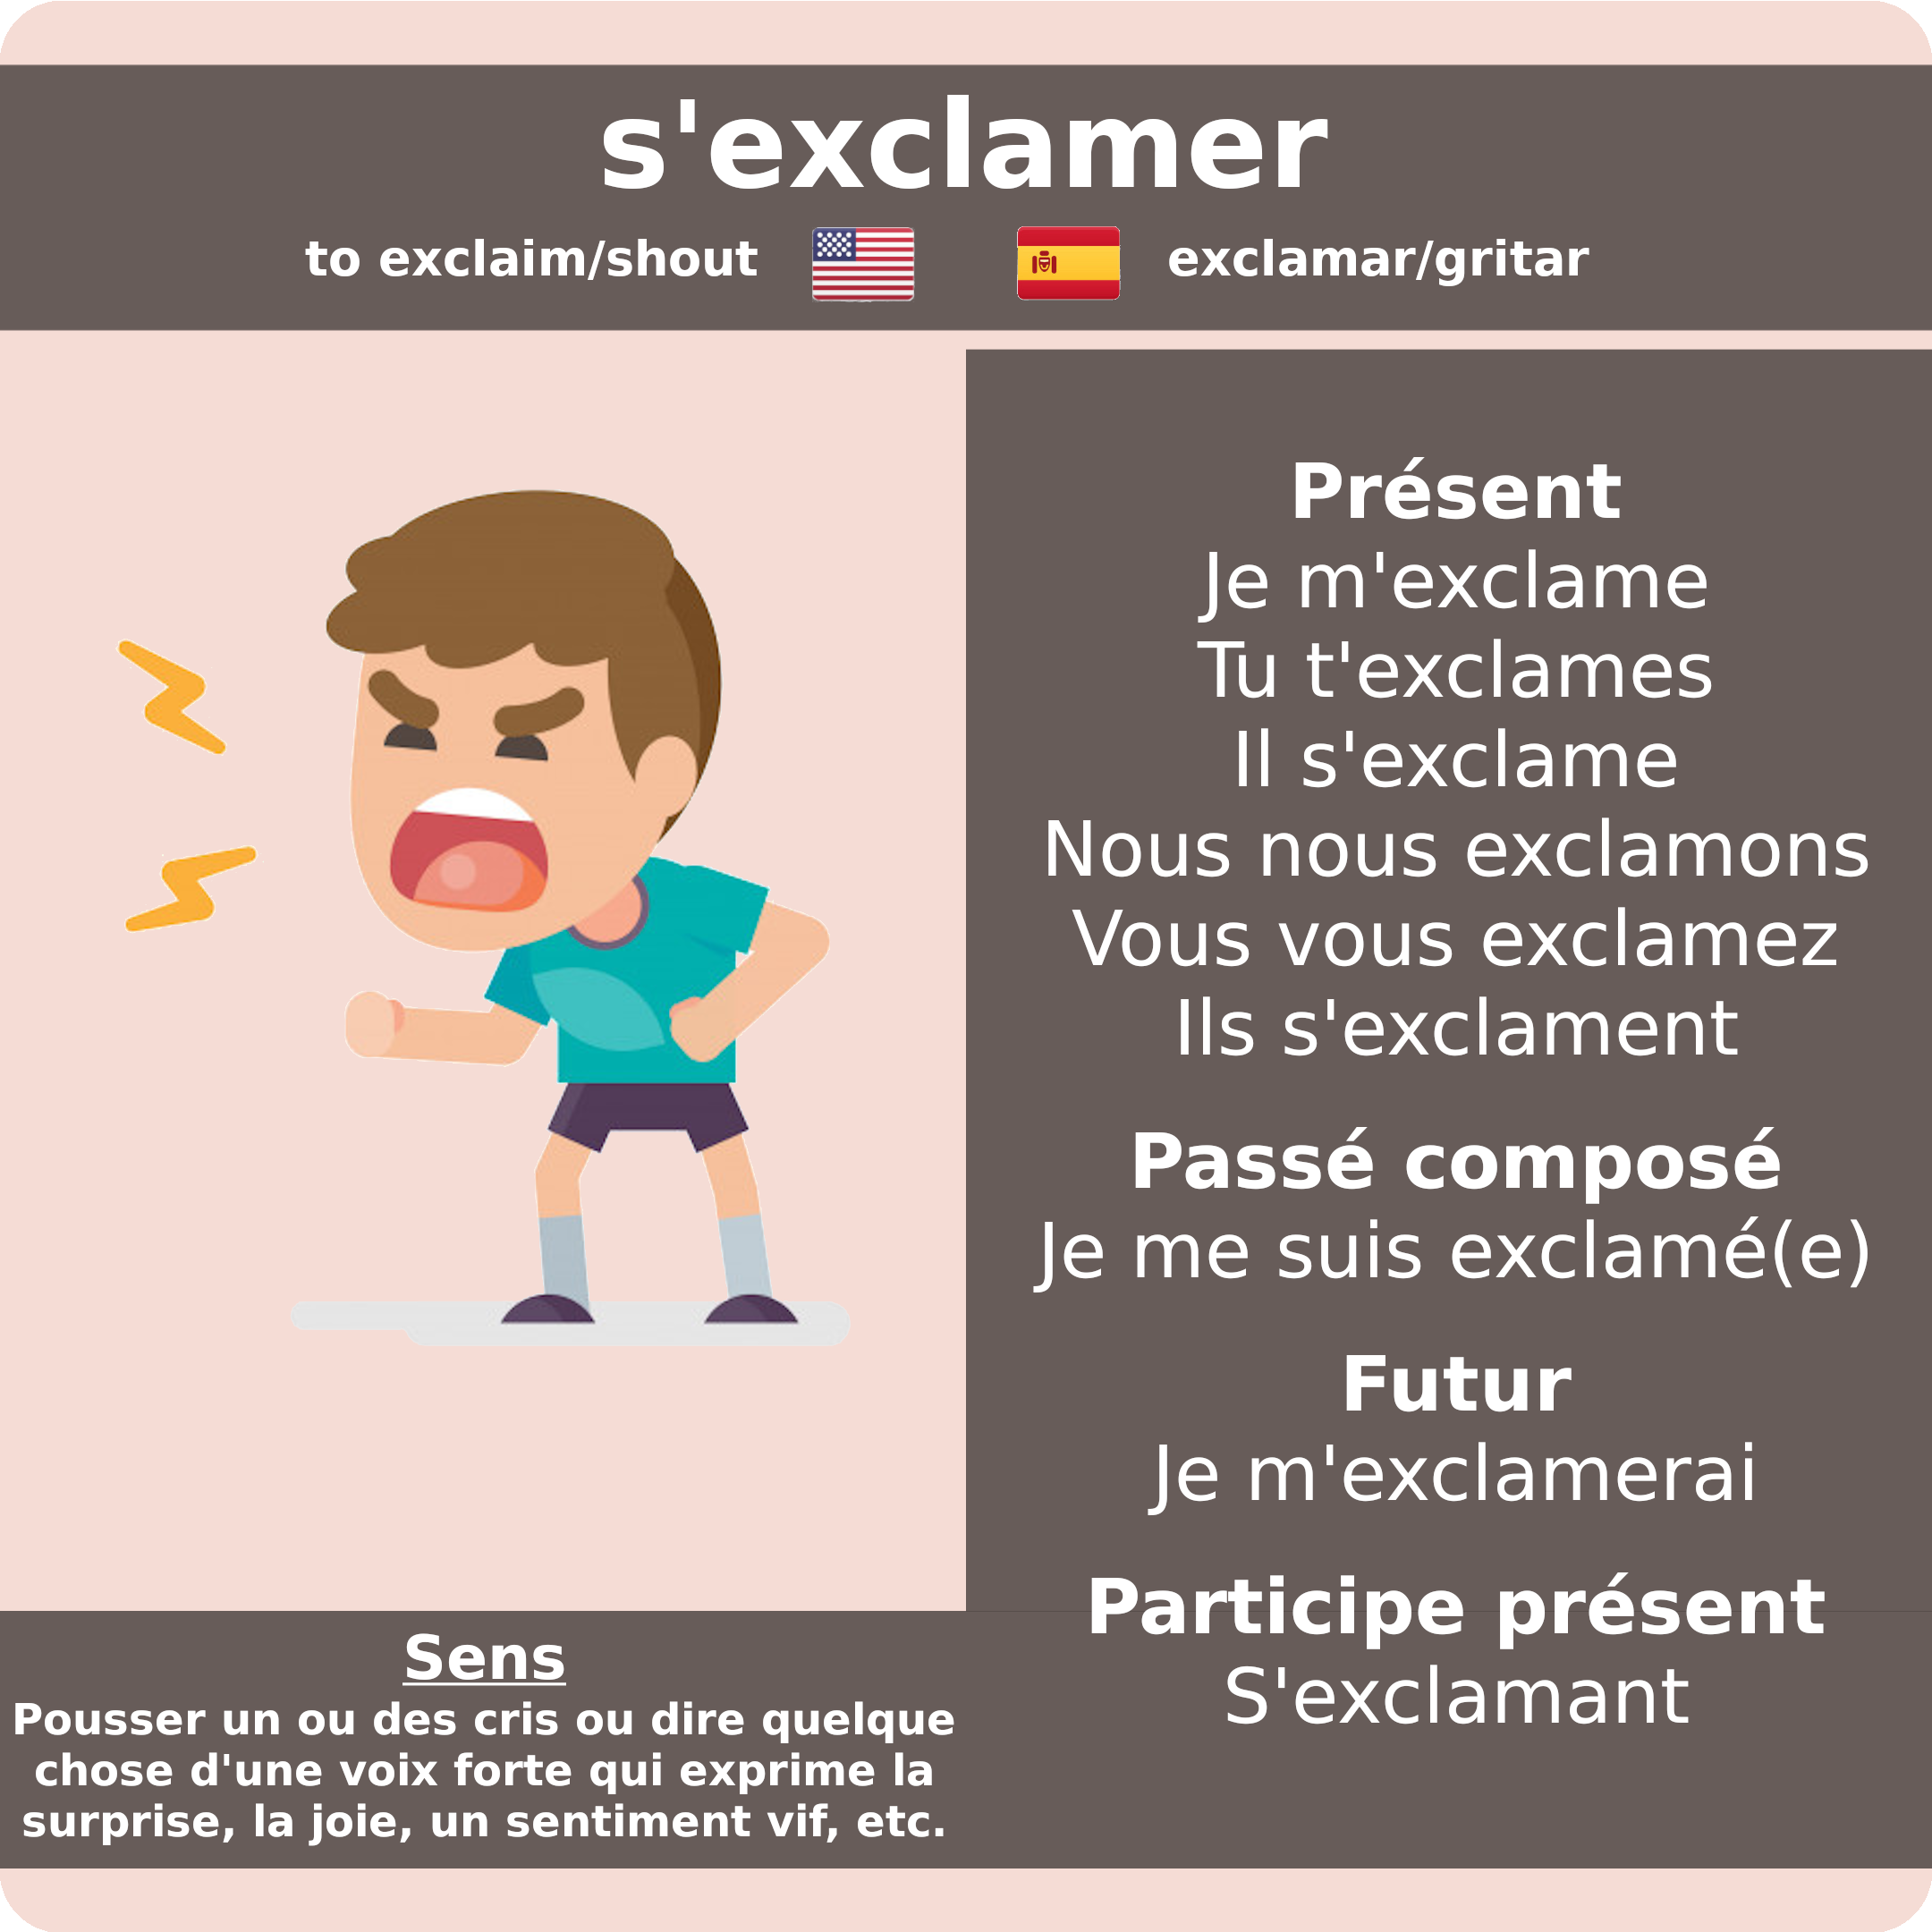 s'exclamer
to exclaim/shout exclamar/gritar
Présent
Je m'exclame
Tu t'exclames
Il s'exclame
Nous nous exclamons
Vous vous exclamez
Ils s'exclament
Passé composé
Je me suis exclamé(e)
Futur
Je m'exclamerai
Participe présent
S'exclamant
Sens
Pousser un ou des cris ou dire quelque
chose d'une voix forte qui exprime la
surprise, la joie, un sentiment vif, etc.